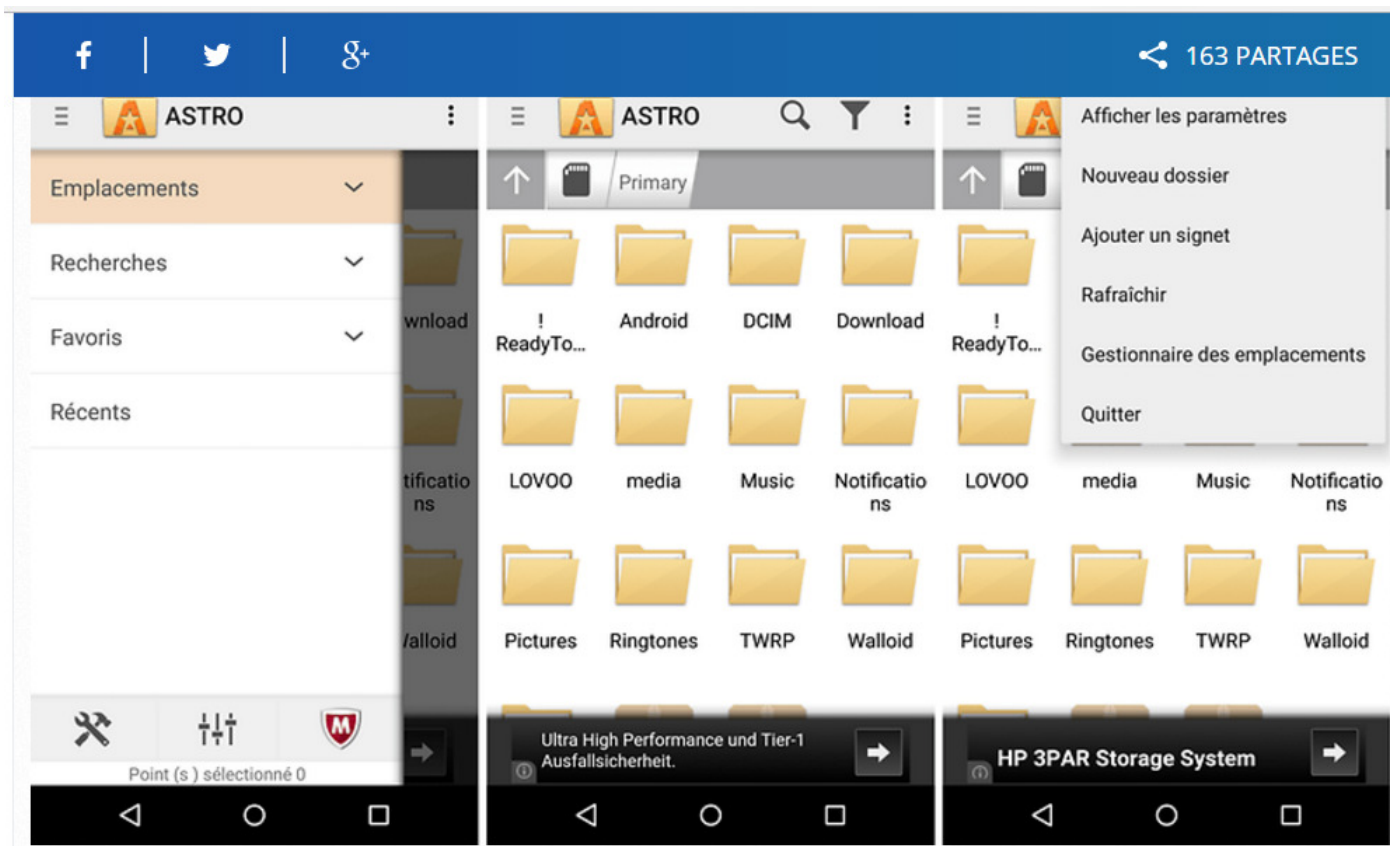 163 PARTAGES
ASTRO
Emplacements
Recherches
Favoris
Récents
wnload
tificatio
ns
Point (s ) sélectionné 0
ASTRO
Primary
!
ReadyTo...
Android
DCIM
Download
LOVOO
media
Music
Notificatio
ns
Pictures
Ringtones
TWRP
Walloid
Ultra High Performance und Tier-1
Ausfallsicherheit.
Afficher les paramètres
Nouveau dossier
Ajouter un signet
Rafraîchir
Gestionnaire des emplacements
Quitter
!
ReadyTo...
LOVOO
media
Music
Notificatio
ns
Pictures
Ringtones
TWRP
Walloid
HP 3PAR Storage System